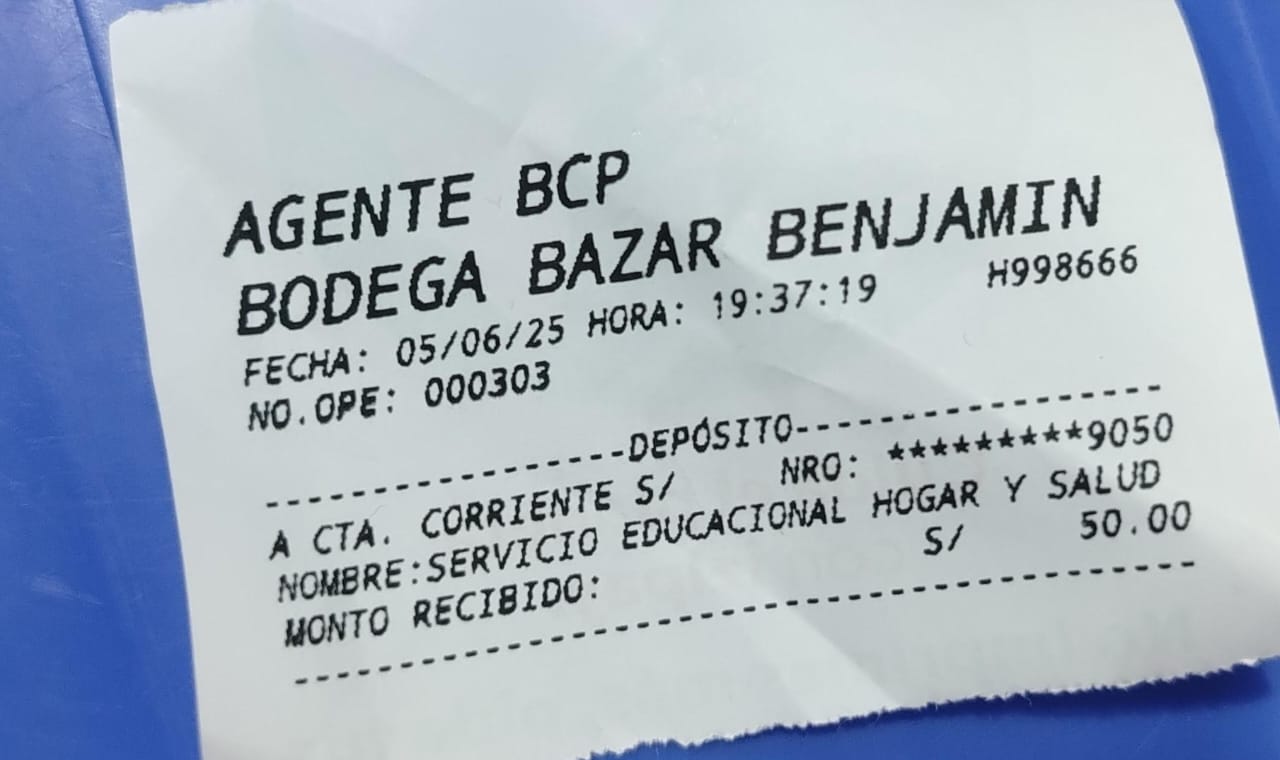 AGENTE BCP
BODEGA BAZAR BENJAMIN
FECHA: 05/06/25 HORA: 19:37:19 H998666
NO.OPE: 000303
----------------DEPÓSITO-----------------
A CTA. CORRIENTE S/ NRO: *********9050
NOMBRE:SERVICIO EDUCACIONAL HOGAR Y SALUD
MONTO RECIBIDO: S/ 50.00
------------------------------------------